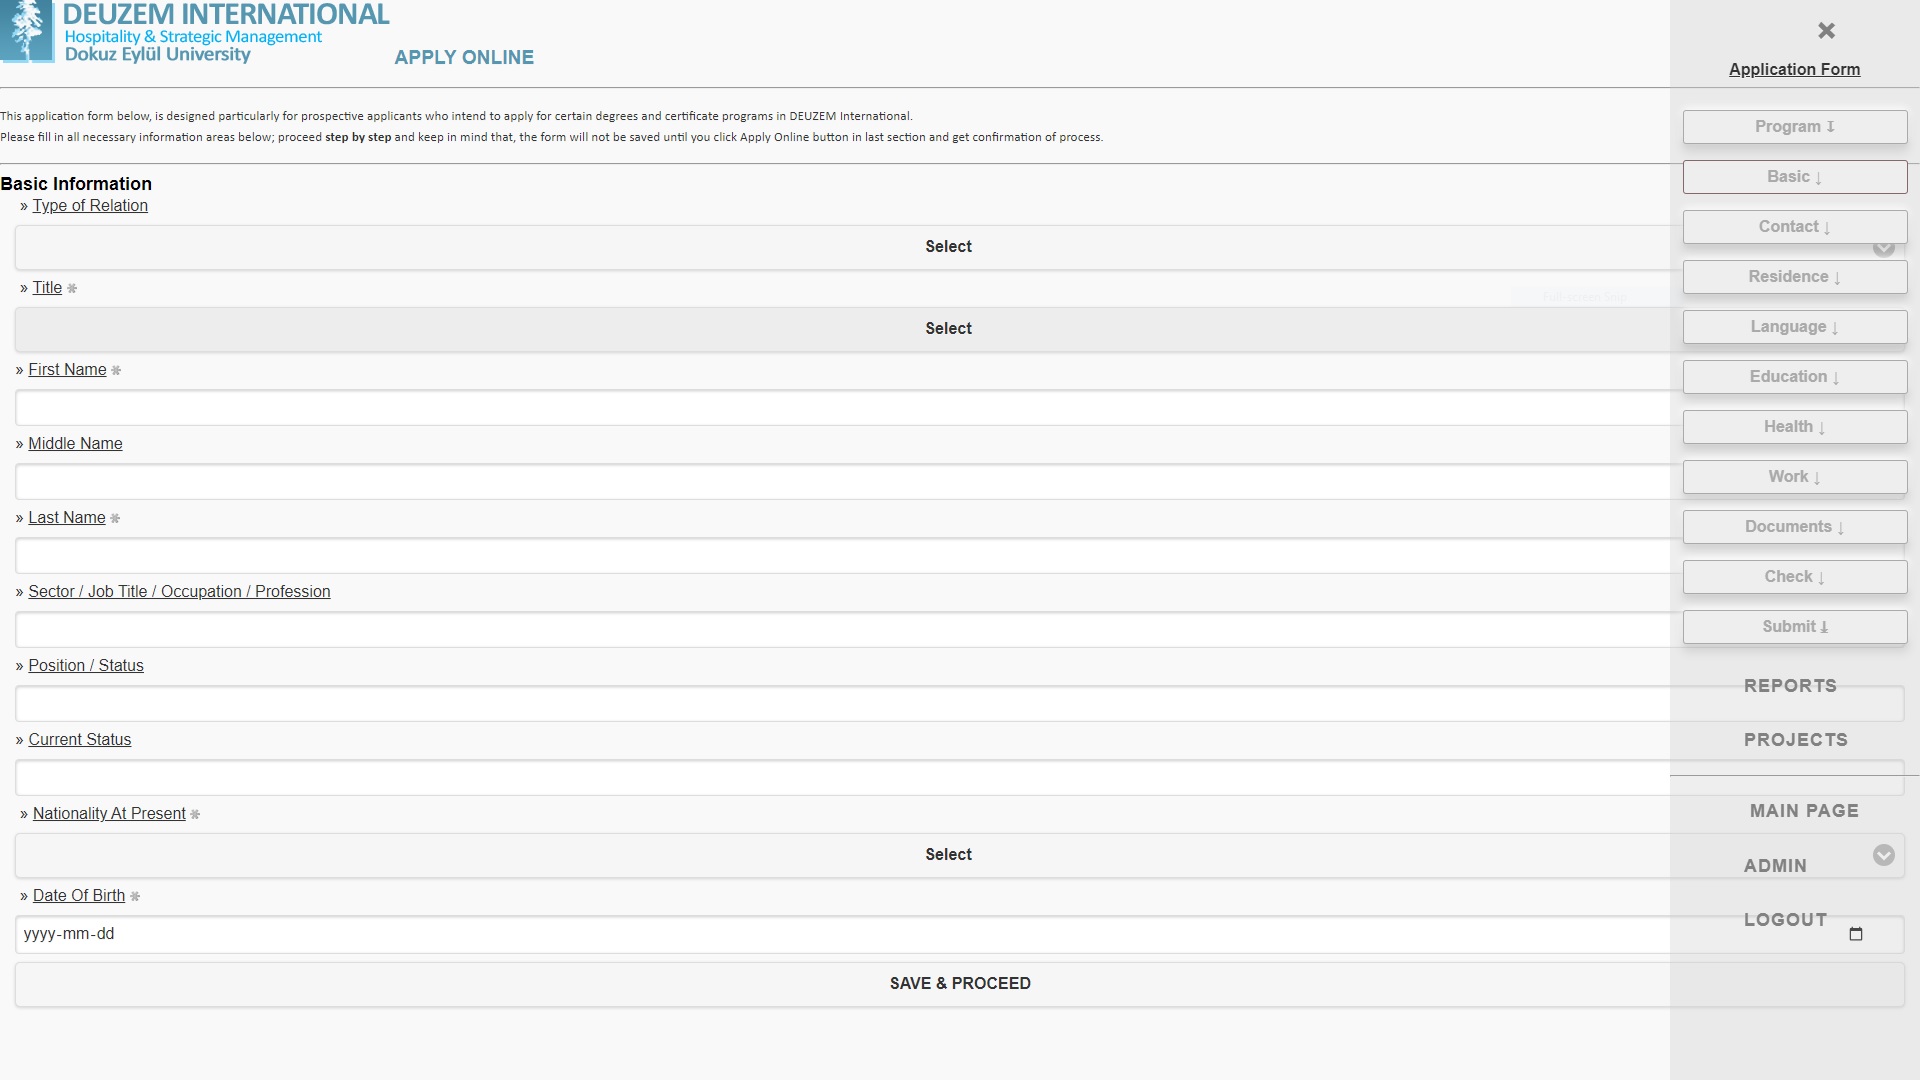 DEUZEM INTERNATIONAL
Hospitality & Strategic Management
Dokuz Eylül University
APPLY ONLINE
This application form below, is designed particularly for prospective applicants who intend to apply for certain degrees and certificate programs in DEUZEM International.
Please fill in all necessary information areas below; proceed step by step and keep in mind that, the form will not be saved until you click Apply Online button in last section and get confirmation of process.
Basic Information
» Type of Relation
Select
» Title *
Select
» First Name *
» Middle Name
» Last Name *
» Sector / Job Title / Occupation / Profession
» Position / Status
» Current Status
» Nationality At Present *
Select
» Date Of Birth *
yyyy-mm-dd
SAVE & PROCEED
Full-screen Snip
Application Form
Program ↧
Basic ↓
Contact ↓
Residence ↓
Language ↓
Education ↓
Health ↓
Work ↓
Documents ↓
Check ↓
Submit ⤓
REPORTS
PROJECTS
MAIN PAGE
ADMIN
LOGOUT